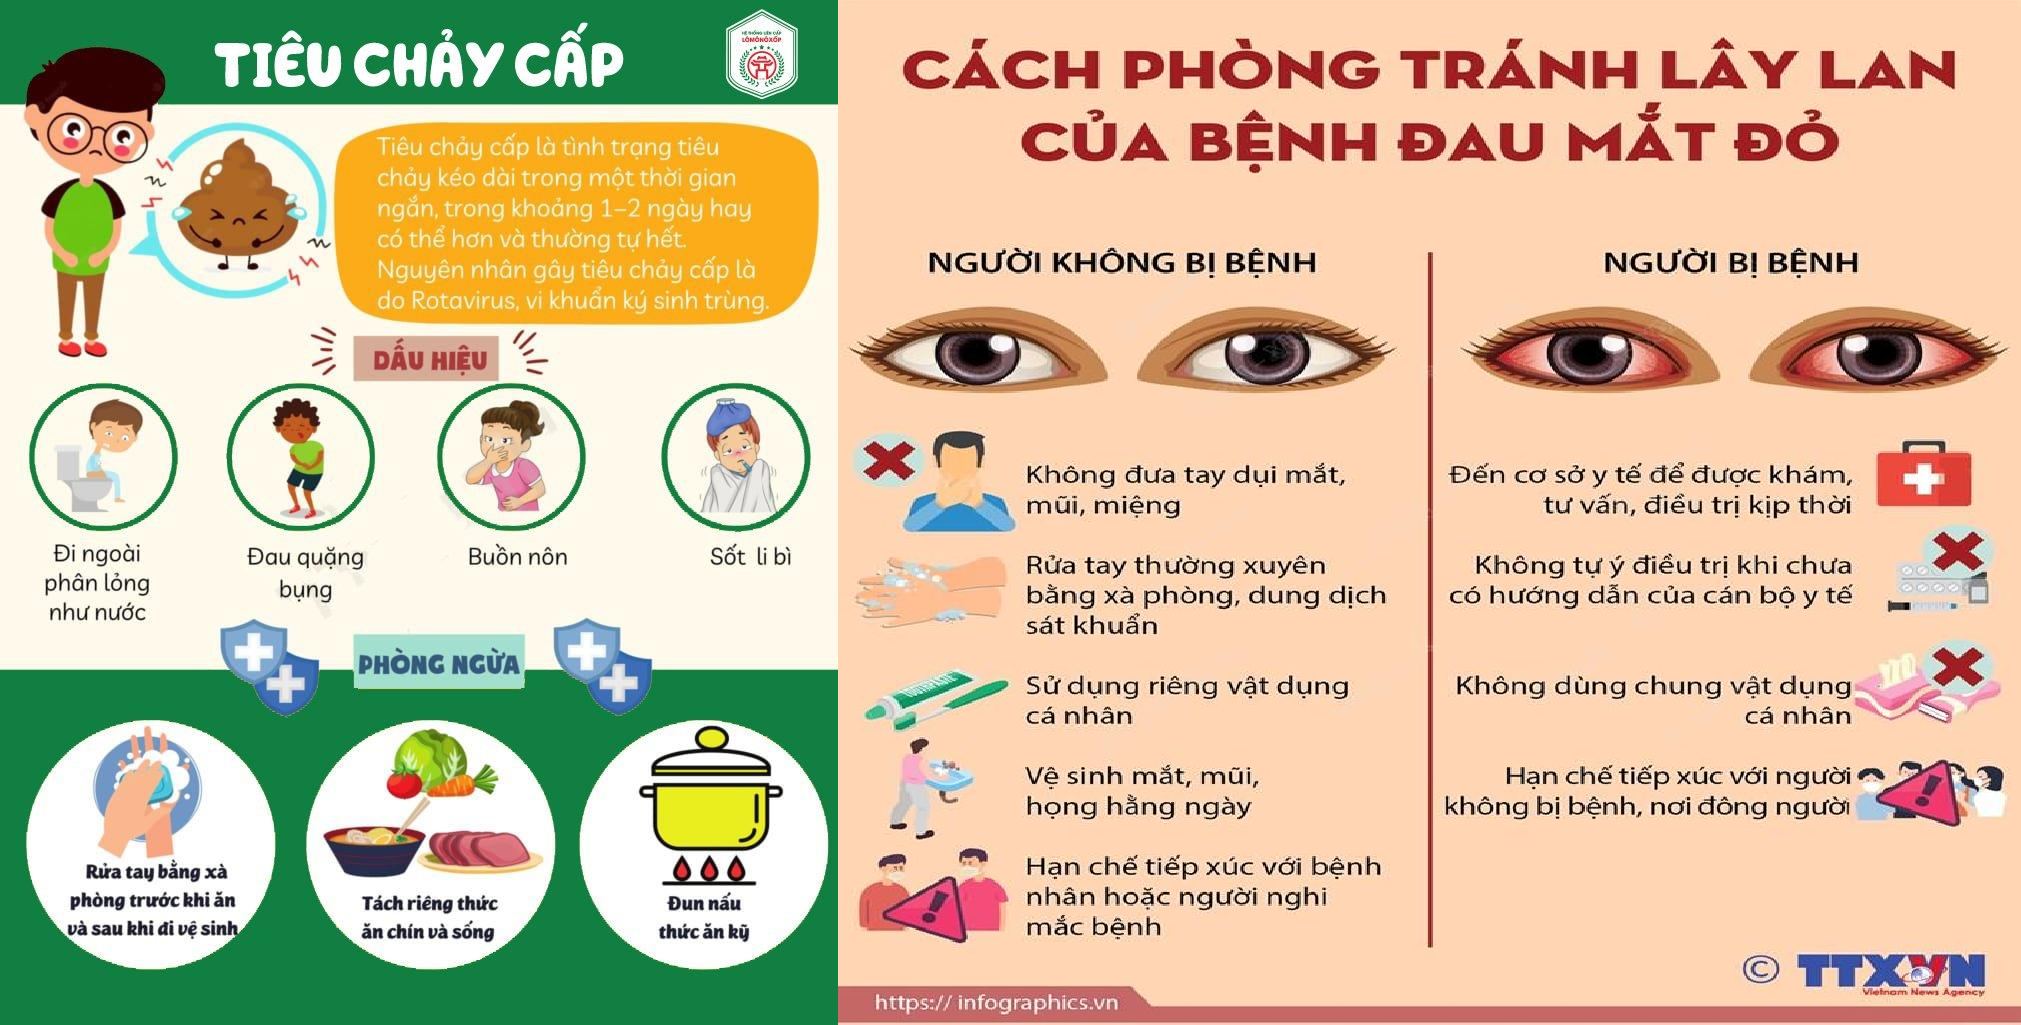 TIÊU CHẢY CẤP
HỆ THỐNG LIÊN CẤP
LÔMÔNÔXỐP
Tiêu chảy cấp là tình trạng tiêu
chảy kéo dài trong một thời gian
ngắn, trong khoảng 1-2 ngày hay
có thể hơn và thường tự hết.
Nguyên nhân gây tiêu chảy cấp là
do Rotavirus, vi khuẩn ký sinh trùng.
DẤU HIỆU
Đi ngoài
phân lỏng
như nước
Đau quặng
bụng
Buồn nôn
Sốt li bì
PHÒNG NGỪA
Rửa tay bằng xà
phòng trước khi ăn
và sau khi đi vệ sinh
Tách riêng thức
ăn chín và sống
Đun nấu
thức ăn kỹ
CÁCH PHÒNG TRÁNH LÂY LAN
CỦA BỆNH ĐAU MẮT ĐỎ
NGƯỜI KHÔNG BỊ BỆNH
Không đưa tay dụi mắt,
mũi, miệng
Rửa tay thường xuyên
bằng xà phòng, dung dịch
sát khuẩn
Sử dụng riêng vật dụng
cá nhân
Vệ sinh mắt, mũi,
họng hằng ngày
Hạn chế tiếp xúc với bệnh
nhân hoặc người nghi
mắc bệnh
NGƯỜI BỊ BỆNH
Đến cơ sở y tế để được khám,
tư vấn, điều trị kịp thời
Không tự ý điều trị khi chưa
có hướng dẫn của cán bộ y tế
Không dùng chung vật dụng
cá nhân
Hạn chế tiếp xúc với người
không bị bệnh, nơi đông người
© TTXVN
Vietnam News Agency
https:// infographics.vn